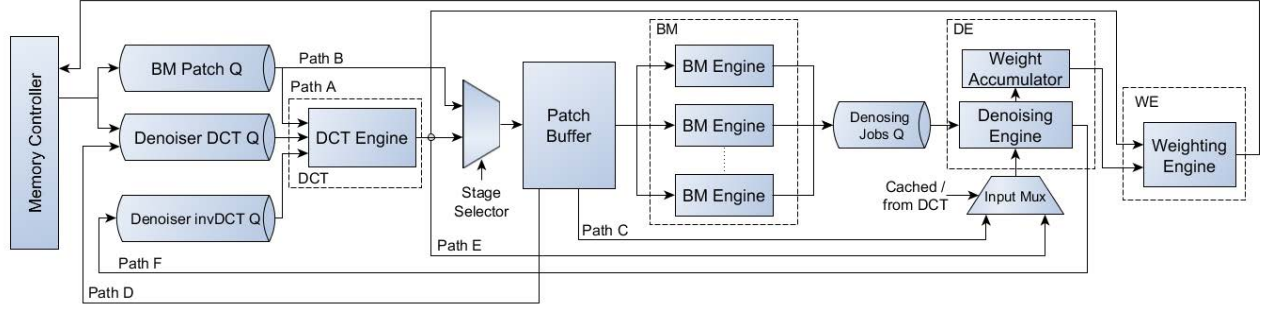 Memory Controller
BM Patch Q
Denoiser DCT Q
Denoiser invDCT Q
Path B
Path A
DCT Engine
DCT
Stage
Selector
Patch
Buffer
BM
BM Engine
BM Engine
BM Engine
Denosing
Jobs Q
DE
Weight
Accumulator
Denoising
Engine
Cached /
from DCT
Input Mux
WE
Weighting
Engine
Path C
Path E
Path F
Path D